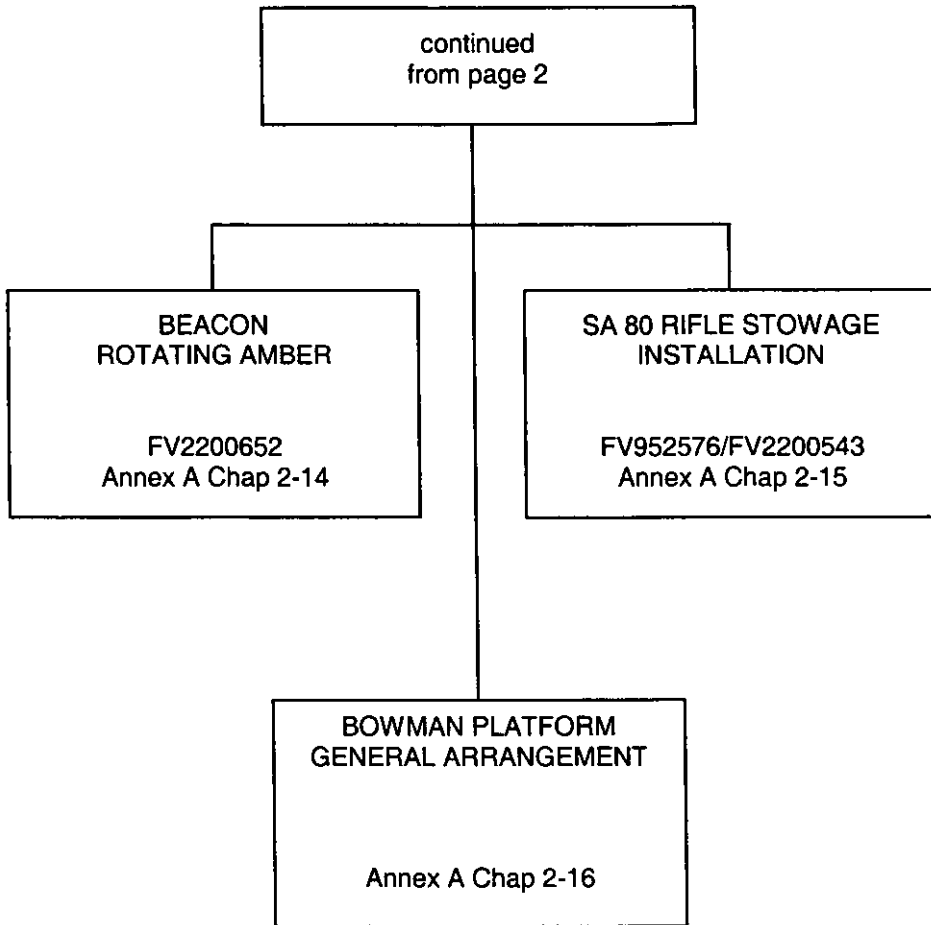 continued
from page 2
BEACON
ROTATING AMBER
FV2200652
Annex A Chap 2-14
SA 80 RIFLE STOWAGE
INSTALLATION
FV952576/FV2200543
Annex A Chap 2-15
BOWMAN PLATFORM
GENERAL ARRANGEMENT
Annex A Chap 2-16